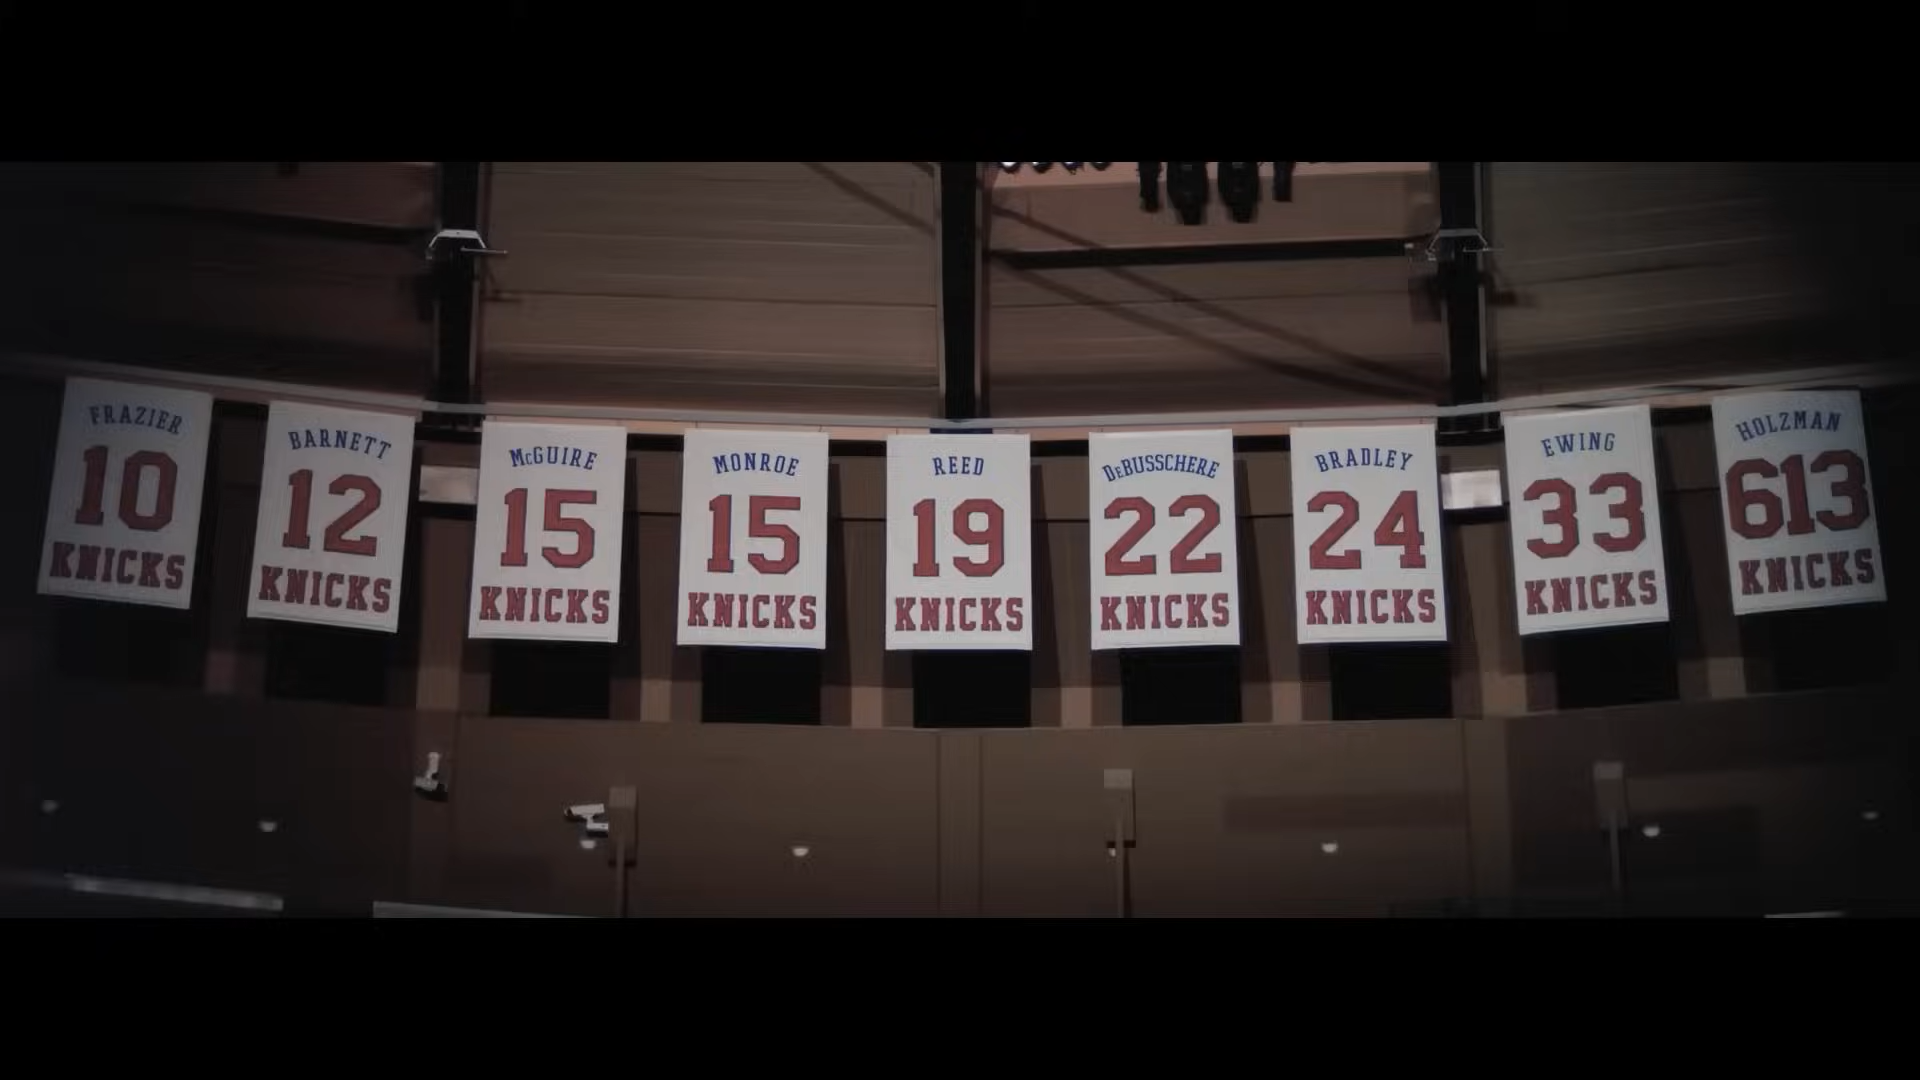 FRAZIER
10
KNICKS
BARNETT
12
KNICKS
McGUIRE
15
KNICKS
MONROE
15
KNICKS
REED
19
KNICKS
DeBUSSCHERE
22
KNICKS
BRADLEY
24
KNICKS
EWING
33
KNICKS
HOLZMAN
613
KNICKS